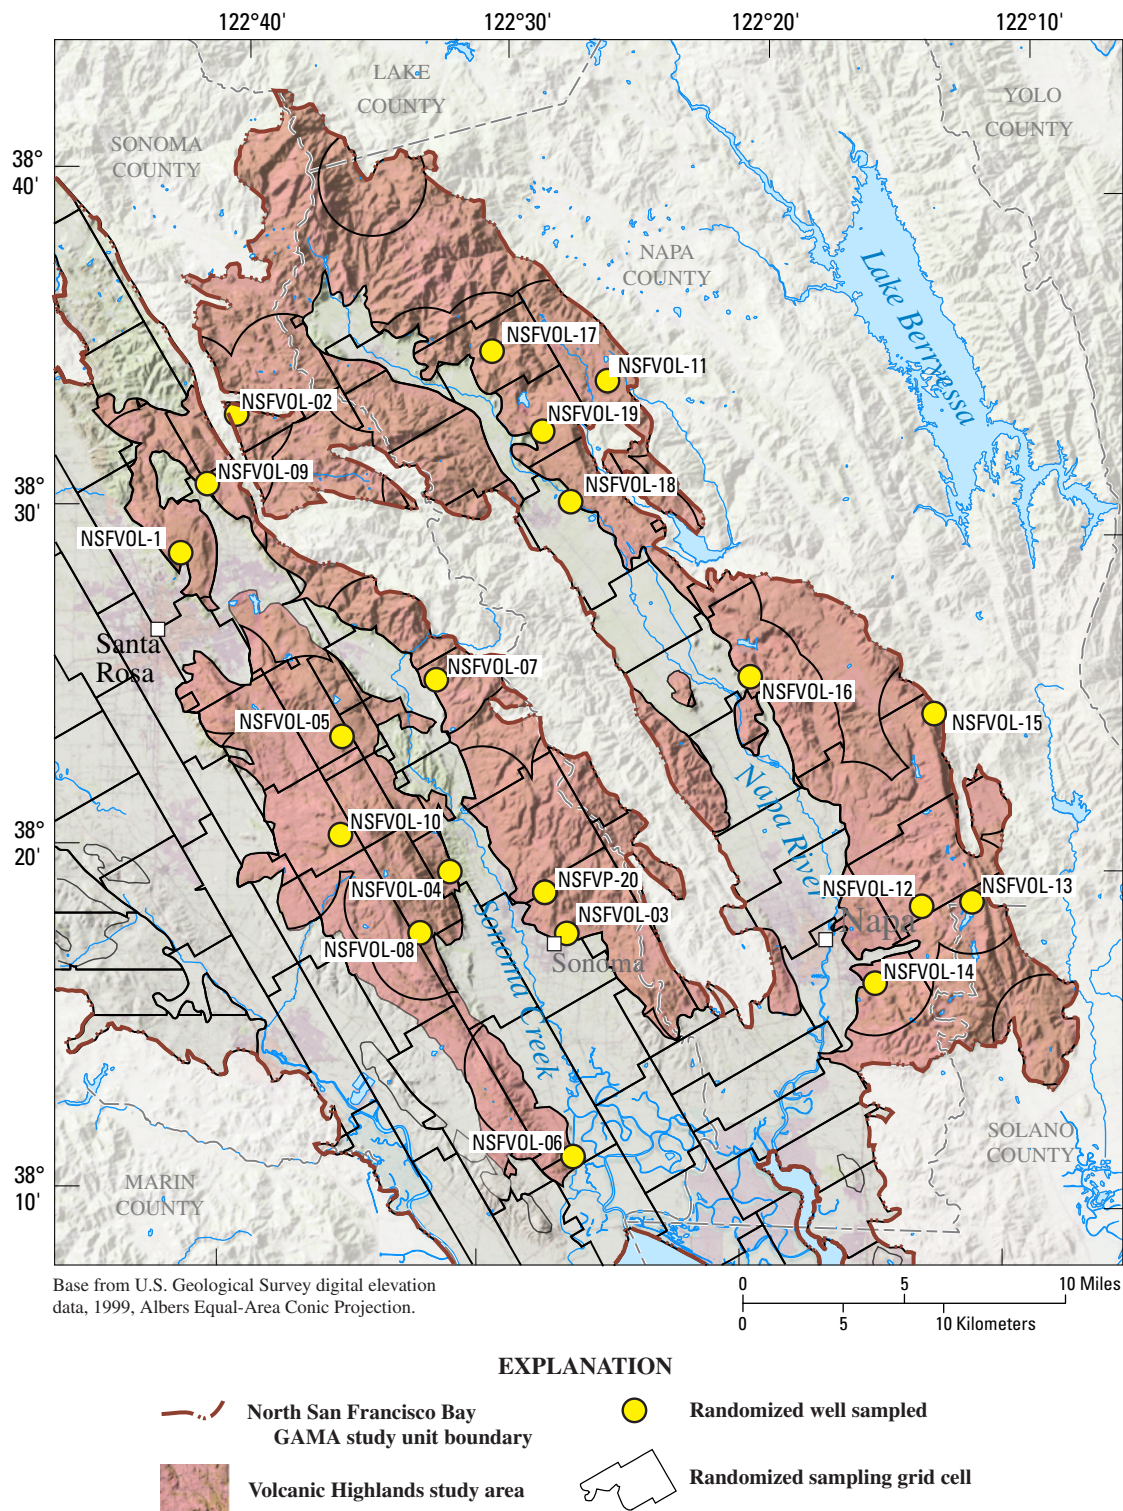 122°40' 122°30' 122°20' 122°10'
LAKE
COUNTY
YOLO
COUNTY
SONOMA
COUNTY
38°
40'
NAPA
COUNTY
Lake Berryessa
NSFVOL-17
NSFVOL-11
NSFVOL-02
NSFVOL-19
NSFVOL-09
NSFVOL-18
38°
30'
NSFVOL-1
Santa
Rosa
NSFVOL-07
NSFVOL-16
NSFVOL-05
NSFVOL-15
Napa River
NSFVOL-10
38°
20'
NSFVOL-04
NSFVP-20
NSFVOL-12
NSFVOL-13
NSFVOL-03
Napa
NSFVOL-08
Sonoma
NSFVOL-14
Sonoma Creek
NSFVOL-06
SOLANO
COUNTY
38°
10'
MARIN
COUNTY
Base from U.S. Geological Survey digital elevation
data, 1999, Albers Equal-Area Conic Projection.
0 5 10 Miles
0 5 10 Kilometers
EXPLANATION
North San Francisco Bay
GAMA study unit boundary
Randomized well sampled
Volcanic Highlands study area
Randomized sampling grid cell